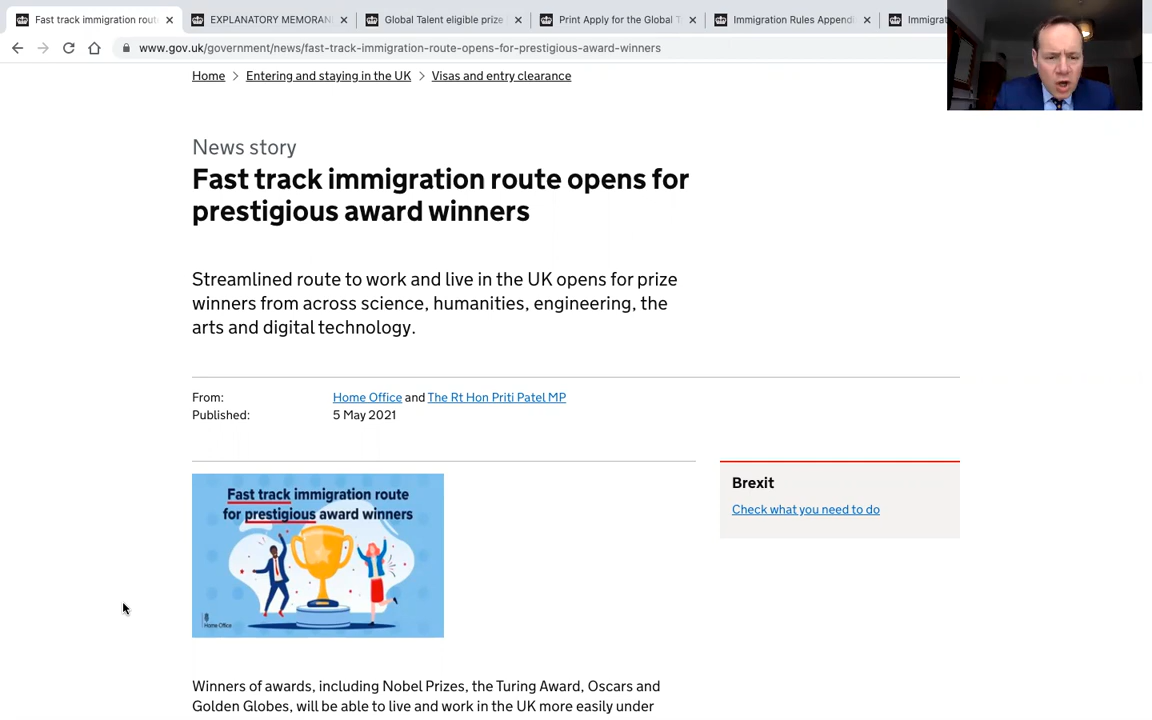 Fast track immigration rout
EXPLANATORY MEMORAN
Global Talent eligible prize
Print Apply for the Global T
Immigration Rules Appendi
Immigrat
www.gov.uk/government/news/fast-track-immigration-route-opens-for-prestigious-award-winners
Home > Entering and staying in the UK > Visas and entry clearance
News story
Fast track immigration route opens for
prestigious award winners
Streamlined route to work and live in the UK opens for prize
winners from across science, humanities, engineering, the
arts and digital technology.
From: Home Office and The Rt Hon Priti Patel MP
Published: 5 May 2021
Fast track immigration route
for prestigious award winners
Home Office
Brexit
Check what you need to do
Winners of awards, including Nobel Prizes, the Turing Award, Oscars and
Golden Globes, will be able to live and work in the UK more easily under